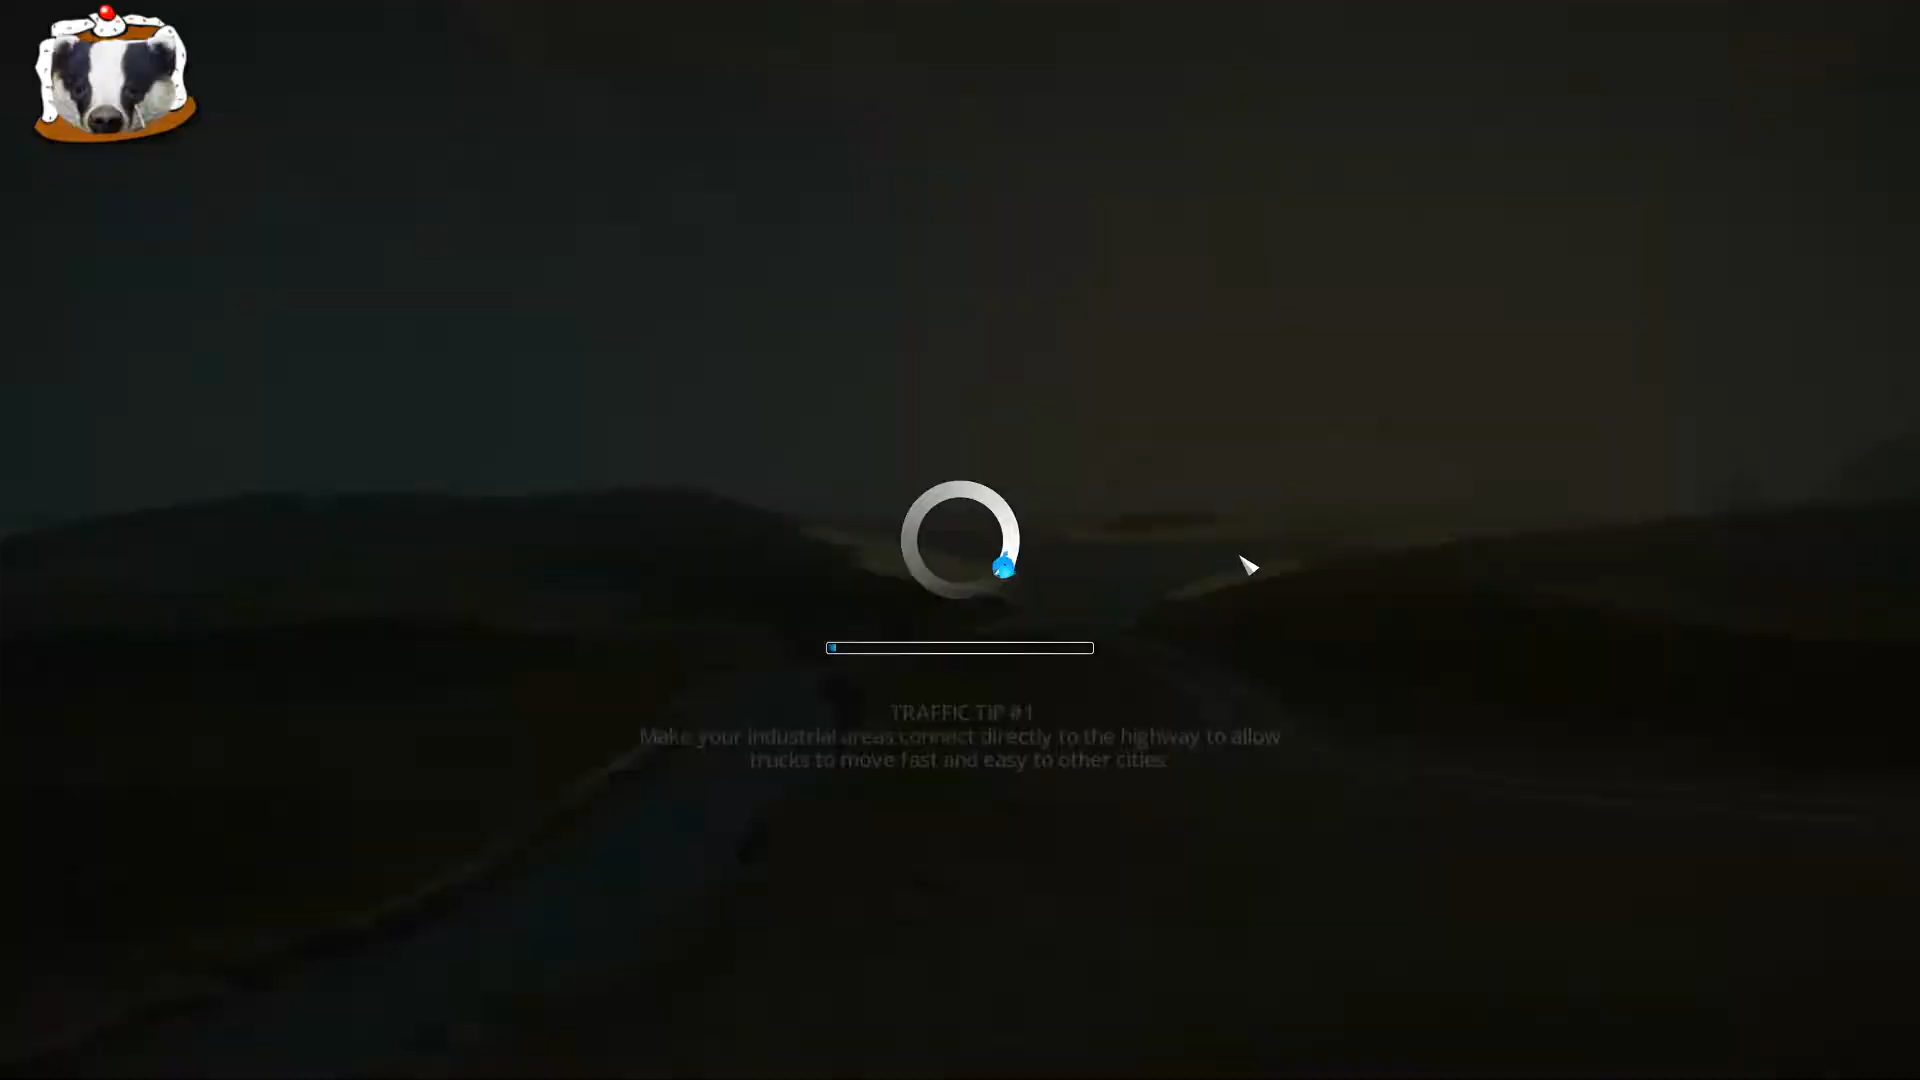 TRAFFIC TIP #1
Make your industrial areas connect directly to the highway to allow
trucks to move fast and easy to other cities.